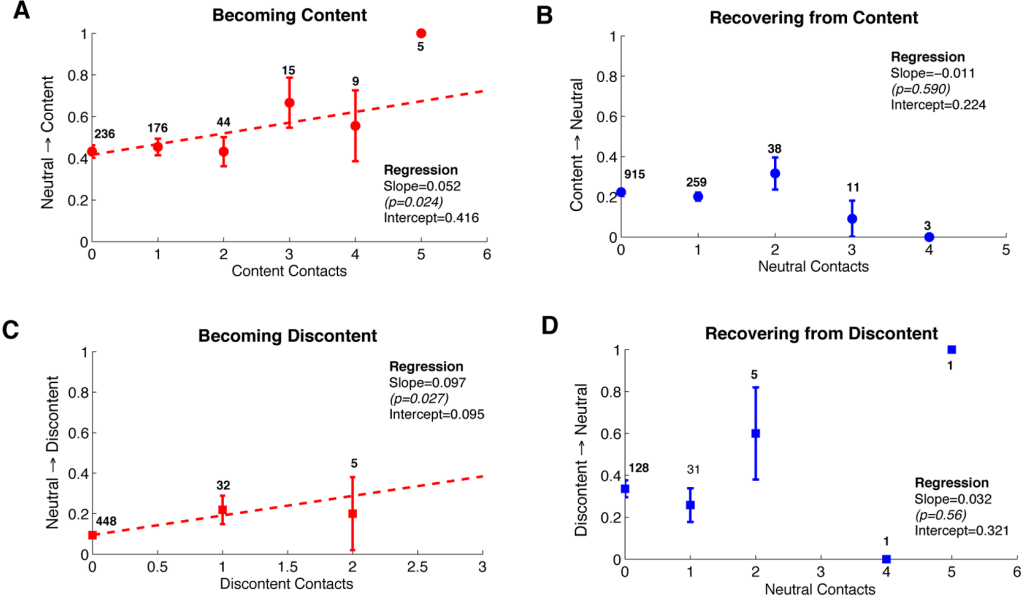 A
Becoming Content
1
0.8
0.6
0.4
0.2
0
0 1 2 3 4 5 6
Neutral → Content
Content Contacts
236
176
44
15
9
5
Regression
Slope=0.052
(p=0.024)
Intercept=0.416
B
Recovering from Content
1
0.8
0.6
0.4
0.2
0
0 1 2 3 4 5
Content → Neutral
Neutral Contacts
915
259
38
11
3
Regression
Slope=−0.011
(p=0.590)
Intercept=0.224
C
Becoming Discontent
1
0.8
0.6
0.4
0.2
0
0 0.5 1 1.5 2 2.5 3
Neutral → Discontent
Discontent Contacts
448
32
5
Regression
Slope=0.097
(p=0.027)
Intercept=0.095
D
Recovering from Discontent
1
0.8
0.6
0.4
0.2
0
0 1 2 3 4 5 6
Discontent → Neutral
Neutral Contacts
128
31
5
1
1
Regression
Slope=0.032
(p=0.56)
Intercept=0.321